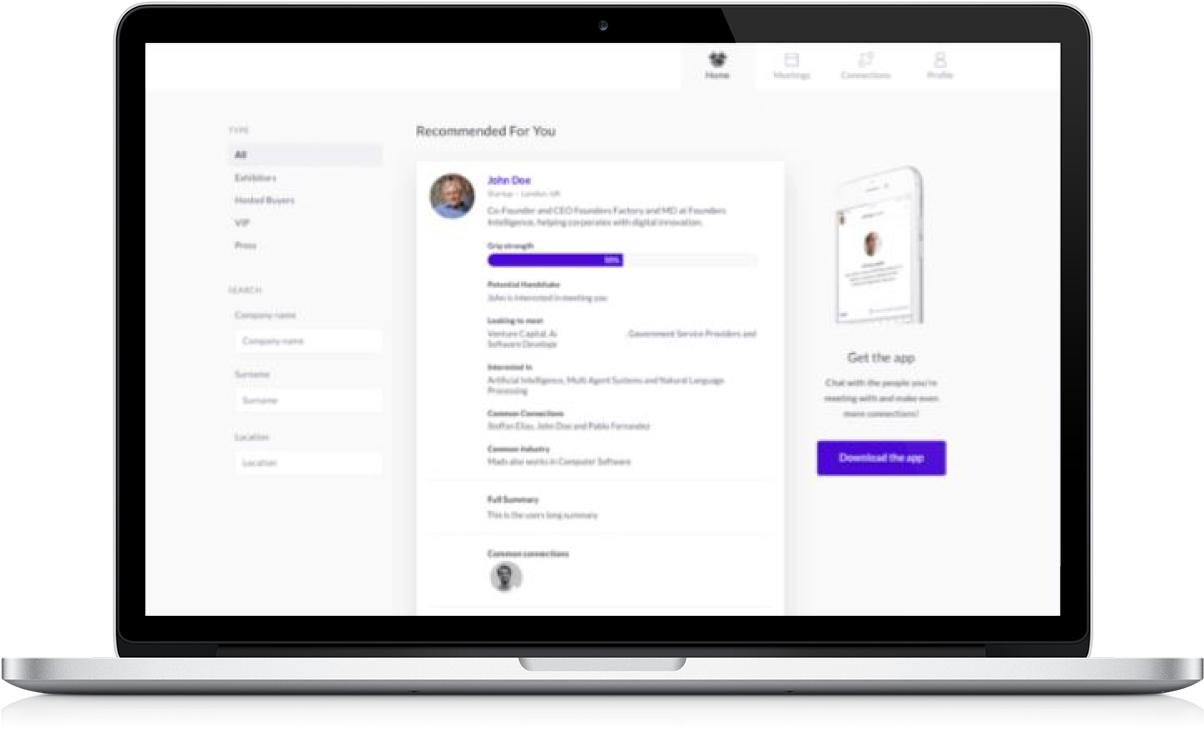 Home
Meetings
Connections
Profile
TYPE
All
Exhibitors
Hosted Buyers
VIP
Press
SEARCH
Company name
Company name
Surname
Surname
Location
Location
Recommended For You
John Doe
Startup - London, UK
Co-Founder and CEO Founders Factory and MD at Founders
Intelligence, helping corporates with digital innovation.
Grip strength
50%
Potential Handshake
John is interested in meeting you
Looking to meet
Venture Capital, Ai , Government Service Providers and
Software Develope
Interested In
Artificial Intelligence, Multi Agent Systems and Natural Language
Processing
Common Connections
Steffan Elias, John Doe and Pablo Fernandez
Common Industry
Mads also works in Computer Software
Full Summary
This is the users long summary
Common connections
Get the app
Chat with the people you're
meeting with and make even
more connections!
Download the app